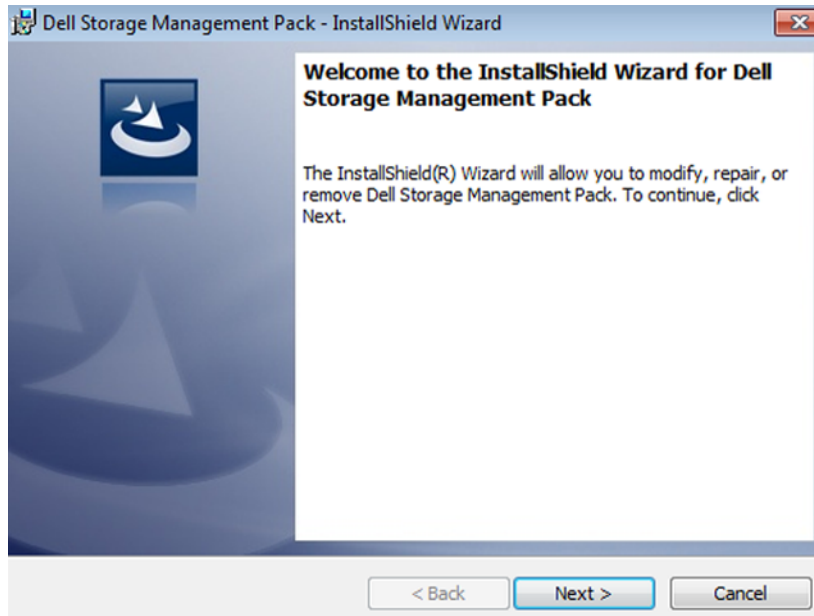 Dell Storage Management Pack - InstallShield Wizard
Welcome to the InstallShield Wizard for Dell
Storage Management Pack
The InstallShield(R) Wizard will allow you to modify, repair, or
remove Dell Storage Management Pack. To continue, click
Next.
< Back
Next >
Cancel